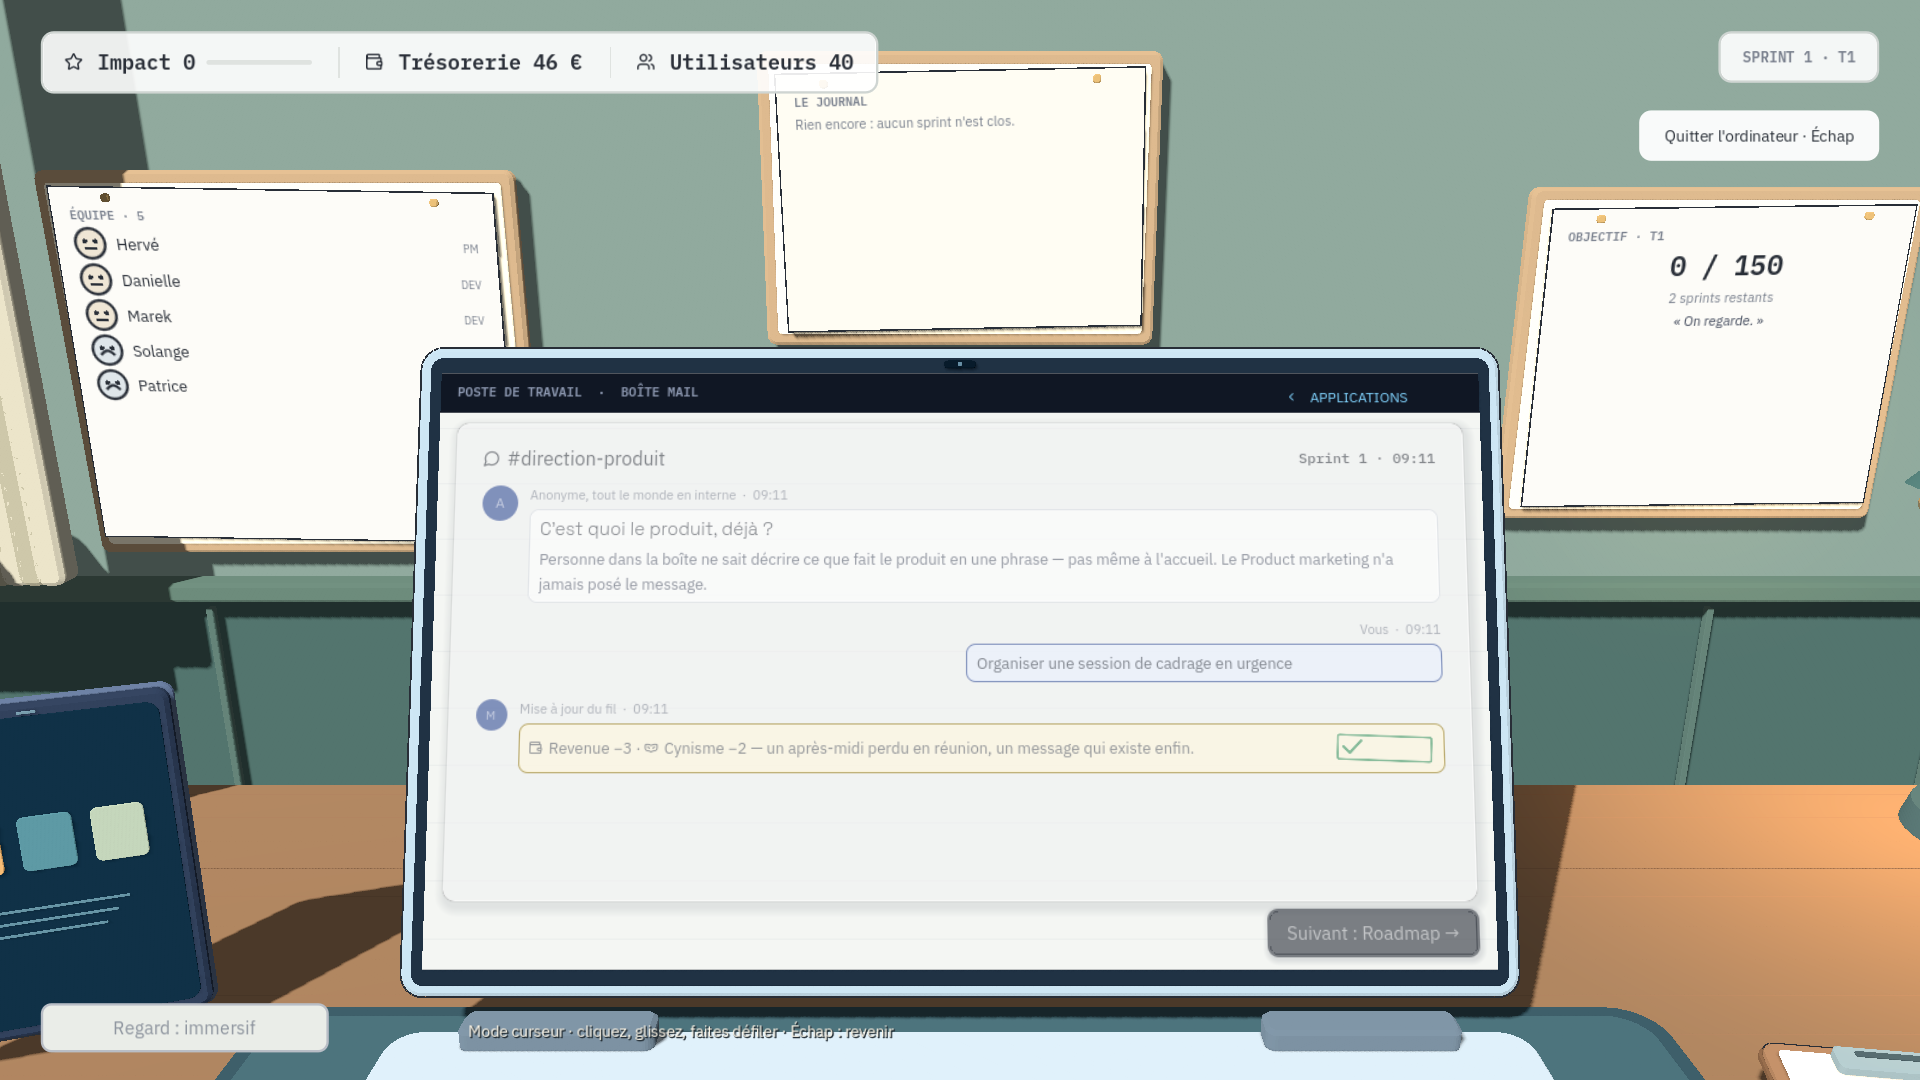 Impact 0
Trésorerie 46 €
Utilisateurs 40
SPRINT 1 · T1
Quitter l'ordinateur · Échap
LE JOURNAL
Rien encore : aucun sprint n'est clos.
ÉQUIPE · 5
Hervé PM
Danielle DEV
Marek DEV
Solange
Patrice
OBJECTIF · T1
0 / 150
2 sprints restants
« On regarde. »
POSTE DE TRAVAIL · BOÎTE MAIL
‹ APPLICATIONS
#direction-produit
Sprint 1 · 09:11
A
Anonyme, tout le monde en interne · 09:11
C'est quoi le produit, déjà ?
Personne dans la boîte ne sait décrire ce que fait le produit en une phrase — pas même à l'accueil. Le Product marketing n'a
jamais posé le message.
Vous · 09:11
Organiser une session de cadrage en urgence
M
Mise à jour du fil · 09:11
Revenue −3 · Cynisme −2 — un après-midi perdu en réunion, un message qui existe enfin.
Suivant : Roadmap →
Regard : immersif
Mode curseur · cliquez, glissez, faites défiler · Échap : revenir